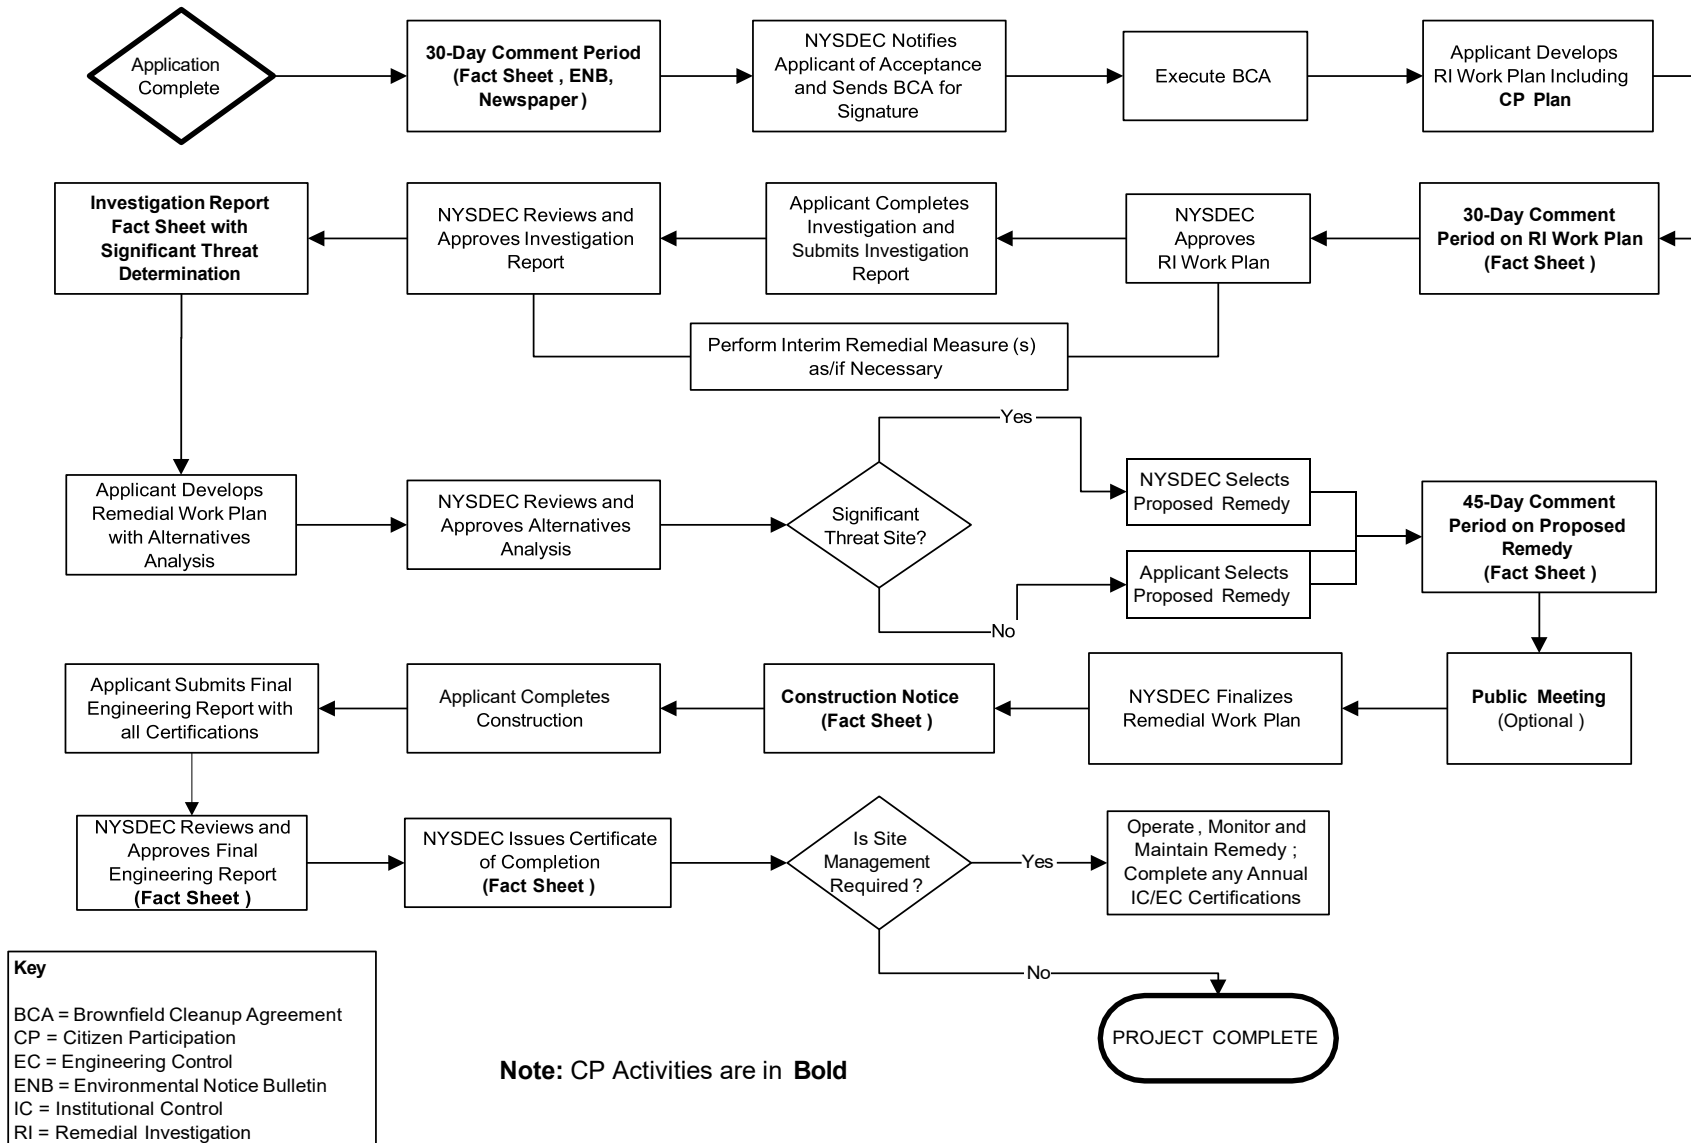 Application
Complete
30-Day Comment Period
(Fact Sheet , ENB,
Newspaper )
NYSDEC Notifies
Applicant of Acceptance
and Sends BCA for
Signature
Execute BCA
Applicant Develops
RI Work Plan Including
CP Plan
30-Day Comment
Period on RI Work Plan
(Fact Sheet )
NYSDEC
Approves
RI Work Plan
Applicant Completes
Investigation and
Submits Investigation
Report
NYSDEC Reviews and
Approves Investigation
Report
Investigation Report
Fact Sheet with
Significant Threat
Determination
Perform Interim Remedial Measure (s)
as/if Necessary
Applicant Develops
Remedial Work Plan
with Alternatives
Analysis
NYSDEC Reviews and
Approves Alternatives
Analysis
Significant
Threat Site?
Yes
NYSDEC Selects
Proposed Remedy
No
Applicant Selects
Proposed Remedy
45-Day Comment
Period on Proposed
Remedy
(Fact Sheet )
Public Meeting
(Optional )
NYSDEC Finalizes
Remedial Work Plan
Construction Notice
(Fact Sheet )
Applicant Completes
Construction
Applicant Submits Final
Engineering Report with
all Certifications
NYSDEC Reviews and
Approves Final
Engineering Report
(Fact Sheet )
NYSDEC Issues Certificate
of Completion
(Fact Sheet )
Is Site
Management
Required ?
Yes
Operate , Monitor and
Maintain Remedy ;
Complete any Annual
IC/EC Certifications
No
PROJECT COMPLETE
Key
BCA = Brownfield Cleanup Agreement
CP = Citizen Participation
EC = Engineering Control
ENB = Environmental Notice Bulletin
IC = Institutional Control
RI = Remedial Investigation
Note: CP Activities are in Bold